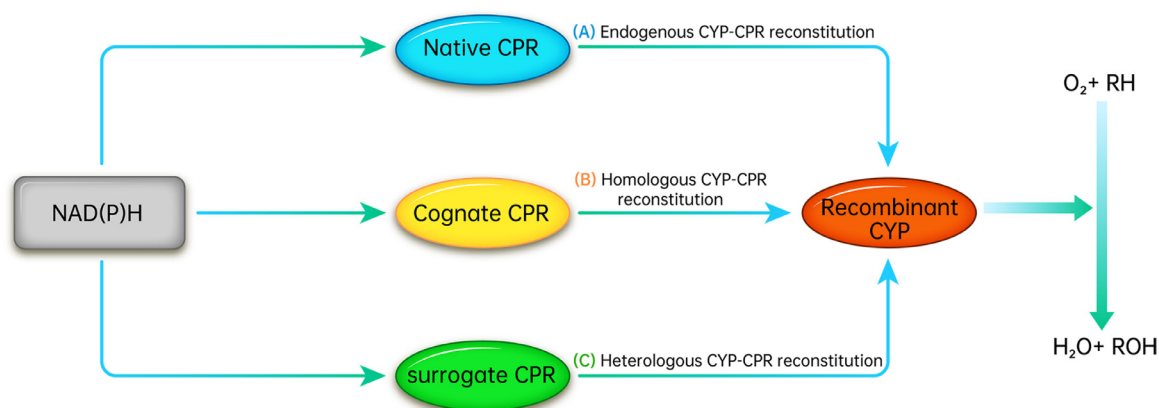 Native CPR
(A) Endogenous CYP-CPR reconstitution
O₂+ RH
NAD(P)H
Cognate CPR
(B) Homologous CYP-CPR
reconstitution
Recombinant
CYP
surrogate CPR
(C) Heterologous CYP-CPR reconstitution
H₂O+ ROH